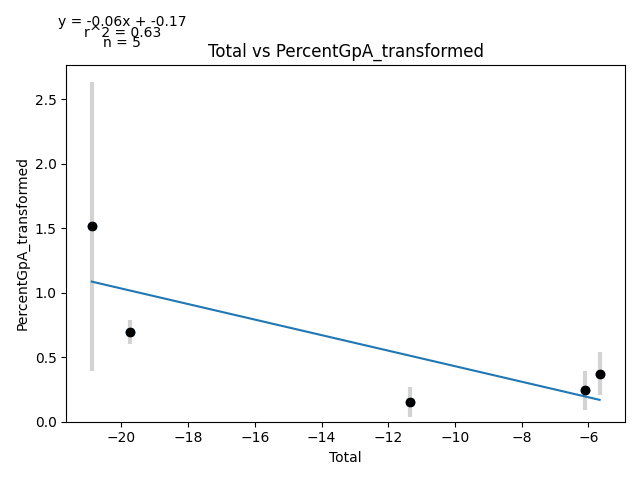 y = -0.06x + -0.17
r^2 = 0.63
n = 5
Total vs PercentGpA_transformed
PercentGpA_transformed
2.5
2.0
1.5
1.0
0.5
0.0
−20
−18
−16
−14
−12
−10
−8
−6
Total